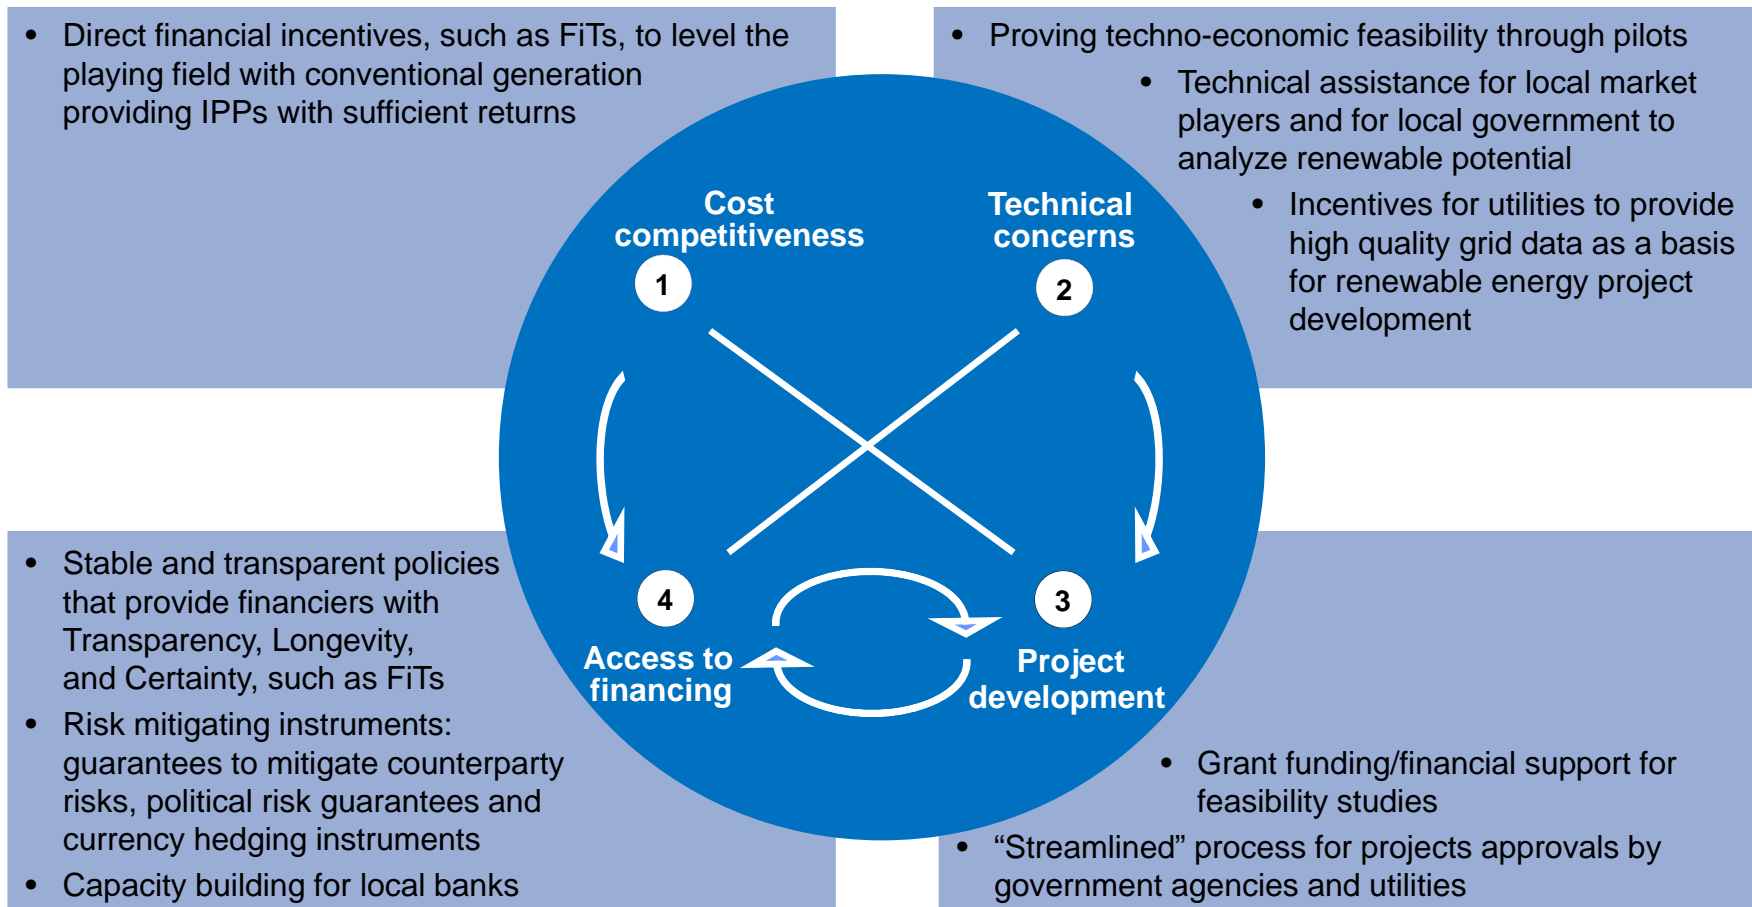 • Direct financial incentives, such as FiTs, to level the
playing field with conventional generation
providing IPPs with sufficient returns
• Proving techno-economic feasibility through pilots
• Technical assistance for local market
players and for local government to
analyze renewable potential
• Incentives for utilities to provide
high quality grid data as a basis
for renewable energy project
development
Cost
competitiveness
1
Technical
concerns
2
4
Access to
financing
3
Project
development
• Stable and transparent policies
that provide financiers with
Transparency, Longevity,
and Certainty, such as FiTs
• Risk mitigating instruments:
guarantees to mitigate counterparty
risks, political risk guarantees and
currency hedging instruments
• Capacity building for local banks
• Grant funding/financial support for
feasibility studies
• “Streamlined” process for projects approvals by
government agencies and utilities